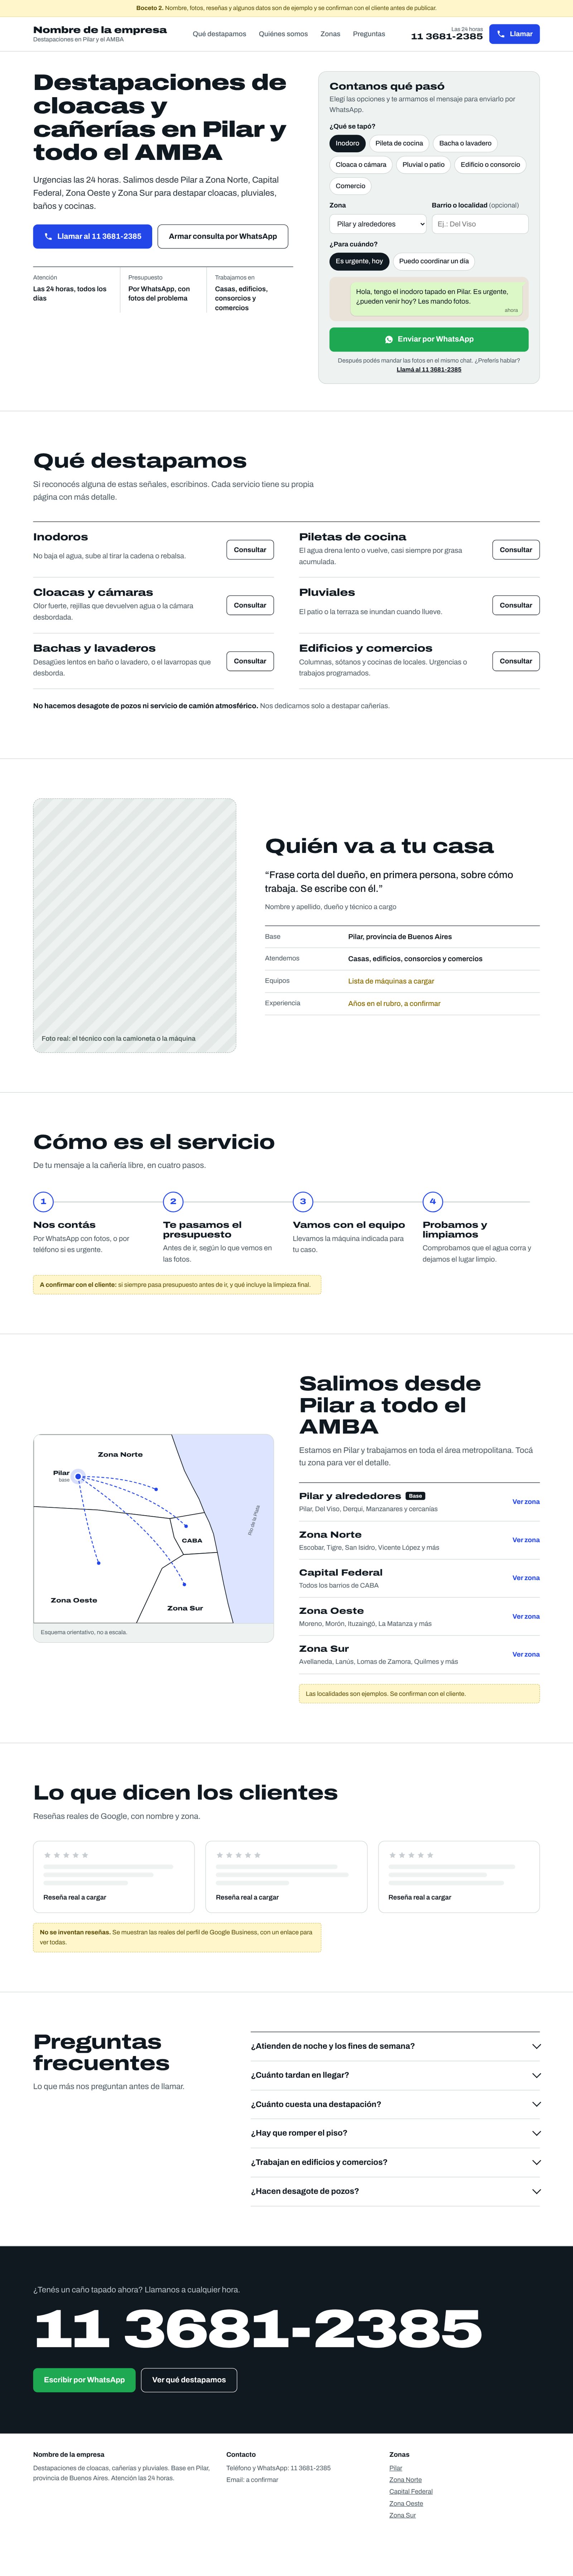 Boceto 2. Nombre, fotos, reseñas y algunos datos son de ejemplo y se confirman con el cliente antes de publicar.
Nombre de la empresa
Destapaciones en Pilar y el AMBA
Qué destapamos
Quiénes somos
Zonas
Preguntas
Las 24 horas
11 3681-2385
Llamar
Destapaciones de
cloacas y
cañerías en Pilar y
todo el AMBA
Urgencias las 24 horas. Salimos desde Pilar a Zona Norte, Capital
Federal, Zona Oeste y Zona Sur para destapar cloacas, pluviales,
baños y cocinas.
Llamar al 11 3681-2385
Armar consulta por WhatsApp
Atención
Las 24 horas, todos los
días
Presupuesto
Por WhatsApp, con
fotos del problema
Trabajamos en
Casas, edificios,
consorcios y
comercios
Contanos qué pasó
Elegí las opciones y te armamos el mensaje para enviarlo por
WhatsApp.
¿Qué se tapó?
Inodoro
Pileta de cocina
Bacha o lavadero
Cloaca o cámara
Pluvial o patio
Edificio o consorcio
Comercio
Zona
Barrio o localidad (opcional)
Pilar y alrededores
Ej.: Del Viso
¿Para cuándo?
Es urgente, hoy
Puedo coordinar un día
Hola, tengo el inodoro tapado en Pilar. Es urgente,
¿pueden venir hoy? Les mando fotos.
ahora
Enviar por WhatsApp
Después podés mandar las fotos en el mismo chat. ¿Preferís hablar?
Llamá al 11 3681-2385
Qué destapamos
Si reconocés alguna de estas señales, escribinos. Cada servicio tiene su propia
página con más detalle.
Inodoros
No baja el agua, sube al tirar la cadena o rebalsa.
Consultar
Piletas de cocina
El agua drena lento o vuelve, casi siempre por grasa
acumulada.
Consultar
Cloacas y cámaras
Olor fuerte, rejillas que devuelven agua o la cámara
desbordada.
Consultar
Pluviales
El patio o la terraza se inundan cuando llueve.
Consultar
Bachas y lavaderos
Desagües lentos en baño o lavadero, o el lavarropas que
desborda.
Consultar
Edificios y comercios
Columnas, sótanos y cocinas de locales. Urgencias o
trabajos programados.
Consultar
No hacemos desagote de pozos ni servicio de camión atmosférico. Nos dedicamos solo a destapar cañerías.
Foto real: el técnico con la camioneta o la máquina
Quién va a tu casa
“Frase corta del dueño, en primera persona, sobre cómo
trabaja. Se escribe con él.”
Nombre y apellido, dueño y técnico a cargo
Base
Pilar, provincia de Buenos Aires
Atendemos
Casas, edificios, consorcios y comercios
Equipos
Lista de máquinas a cargar
Experiencia
Años en el rubro, a confirmar
Cómo es el servicio
De tu mensaje a la cañería libre, en cuatro pasos.
1
2
3
4
Nos contás
Por WhatsApp con fotos, o por
teléfono si es urgente.
Te pasamos el
presupuesto
Antes de ir, según lo que vemos en
las fotos.
Vamos con el equipo
Llevamos la máquina indicada para
tu caso.
Probamos y
limpiamos
Comprobamos que el agua corra y
dejamos el lugar limpio.
A confirmar con el cliente: si siempre pasa presupuesto antes de ir, y qué incluye la limpieza final.
Zona Norte
Pilar
base
Río de la Plata
CABA
Zona Oeste
Zona Sur
Esquema orientativo, no a escala.
Salimos desde
Pilar a todo el
AMBA
Estamos en Pilar y trabajamos en toda el área metropolitana. Tocá
tu zona para ver el detalle.
Pilar y alrededores
Base
Pilar, Del Viso, Derqui, Manzanares y cercanías
Ver zona
Zona Norte
Escobar, Tigre, San Isidro, Vicente López y más
Ver zona
Capital Federal
Todos los barrios de CABA
Ver zona
Zona Oeste
Moreno, Morón, Ituzaingó, La Matanza y más
Ver zona
Zona Sur
Avellaneda, Lanús, Lomas de Zamora, Quilmes y más
Ver zona
Las localidades son ejemplos. Se confirman con el cliente.
Lo que dicen los clientes
Reseñas reales de Google, con nombre y zona.
Reseña real a cargar
Reseña real a cargar
Reseña real a cargar
No se inventan reseñas. Se muestran las reales del perfil de Google Business, con un enlace para
ver todas.
Preguntas
frecuentes
Lo que más nos preguntan antes de llamar.
¿Atienden de noche y los fines de semana?
¿Cuánto tardan en llegar?
¿Cuánto cuesta una destapación?
¿Hay que romper el piso?
¿Trabajan en edificios y comercios?
¿Hacen desagote de pozos?
¿Tenés un caño tapado ahora? Llamanos a cualquier hora.
11 3681-2385
Escribir por WhatsApp
Ver qué destapamos
Nombre de la empresa
Destapaciones de cloacas, cañerías y pluviales. Base en Pilar,
provincia de Buenos Aires. Atención las 24 horas.
Contacto
Teléfono y WhatsApp: 11 3681-2385
Email: a confirmar
Zonas
Pilar
Zona Norte
Capital Federal
Zona Oeste
Zona Sur